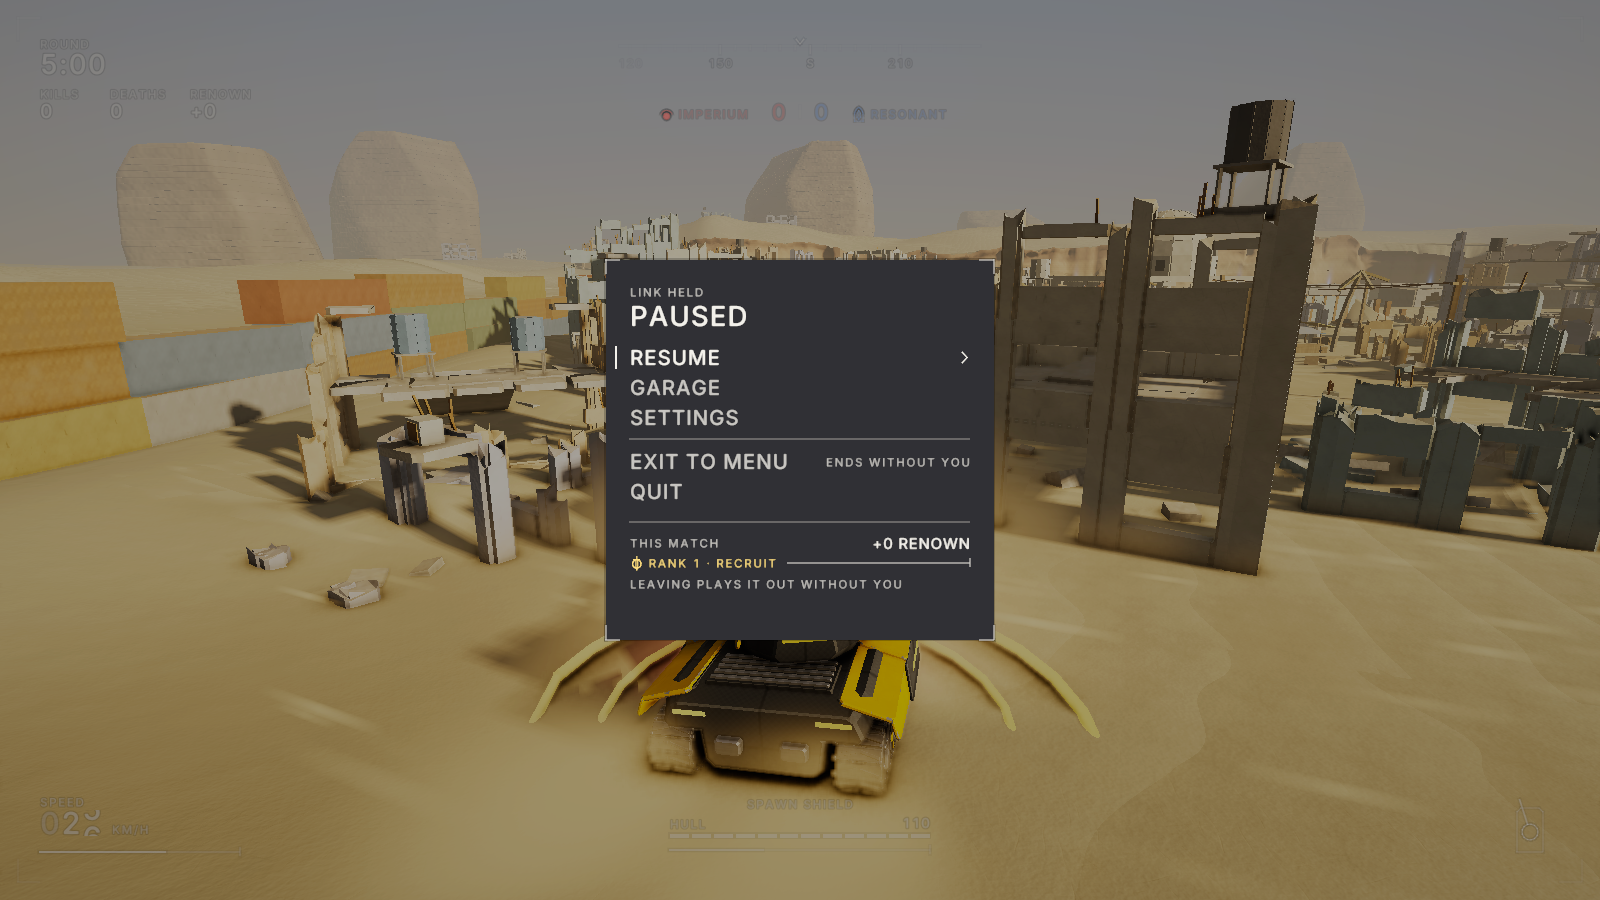 ROUND
5:00
KILLS DEATHS RENOWN
0 0 +0
150 S 210
IMPERIUM 0 0 RESONANT
LINK HELD
PAUSED
RESUME
GARAGE
SETTINGS
EXIT TO MENU ENDS WITHOUT YOU
QUIT
THIS MATCH +0 RENOWN
RANK 1 · RECRUIT
LEAVING PLAYS IT OUT WITHOUT YOU
SPAWN SHIELD
HULL 110
SPEED
KM/H